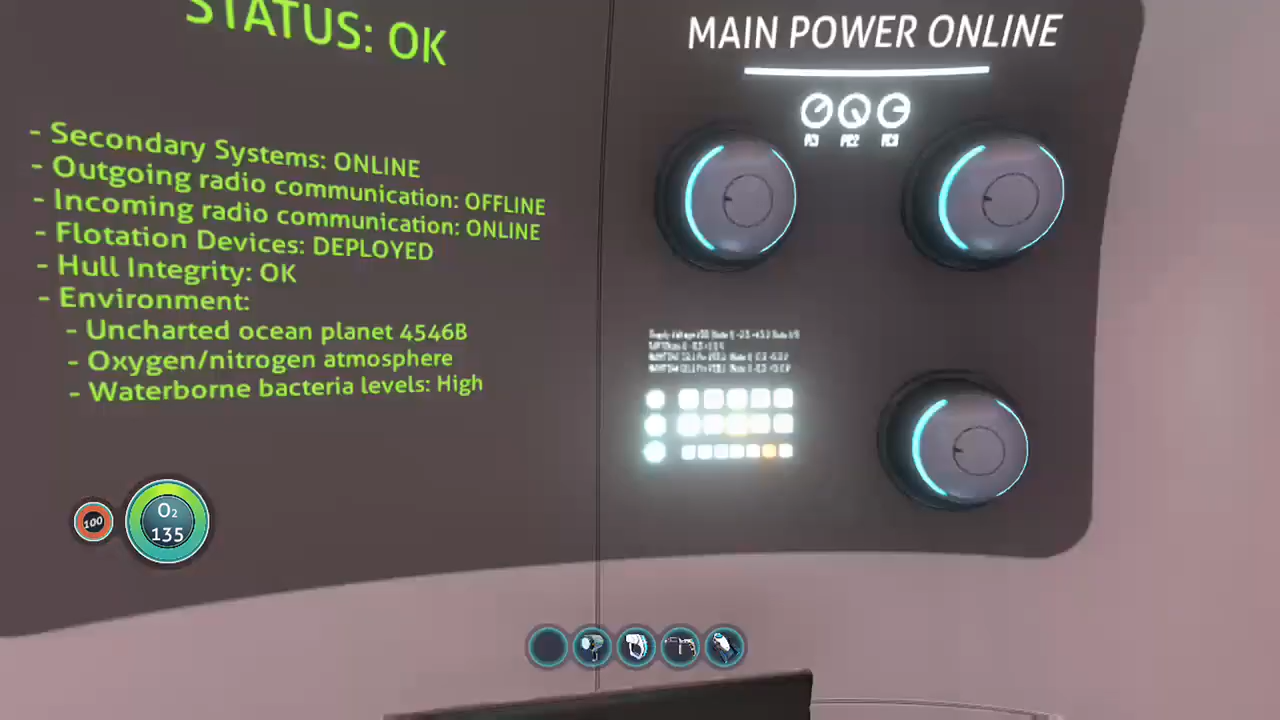 STATUS: OK
- Secondary Systems: ONLINE
- Outgoing radio communication: OFFLINE
- Incoming radio communication: ONLINE
- Flotation Devices: DEPLOYED
- Hull Integrity: OK
- Environment:
- Uncharted ocean planet 4546B
- Oxygen/nitrogen atmosphere
- Waterborne bacteria levels: High
MAIN POWER ONLINE
100
O₂
135